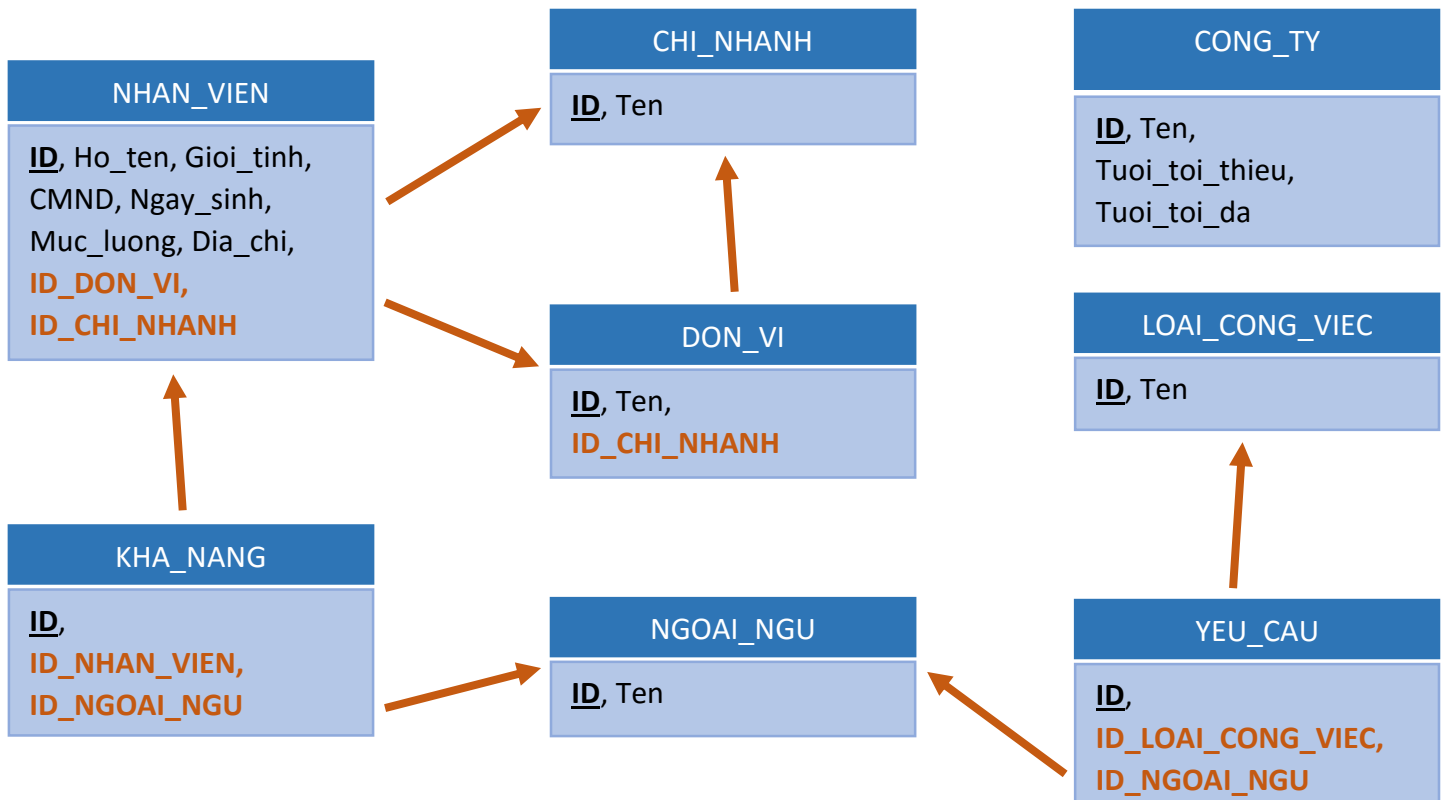 NHAN_VIEN
ID, Ho_ten, Gioi_tinh,
CMND, Ngay_sinh,
Muc_luong, Dia_chi,
ID_DON_VI,
ID_CHI_NHANH
CHI_NHANH
ID, Ten
CONG_TY
ID, Ten,
Tuoi_toi_thieu,
Tuoi_toi_da
DON_VI
ID, Ten,
ID_CHI_NHANH
LOAI_CONG_VIEC
ID, Ten
KHA_NANG
ID,
ID_NHAN_VIEN,
ID_NGOAI_NGU
NGOAI_NGU
ID, Ten
YEU_CAU
ID,
ID_LOAI_CONG_VIEC,
ID_NGOAI_NGU